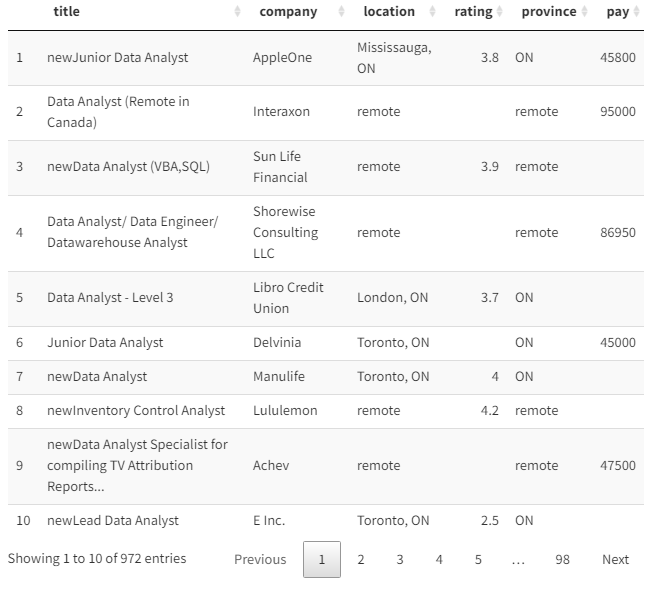 title company location rating province pay
1 newJunior Data Analyst AppleOne Mississauga, ON 3.8 ON 45800
2 Data Analyst (Remote in Canada) Interaxon remote remote 95000
3 newData Analyst (VBA,SQL) Sun Life Financial remote 3.9 remote
4 Data Analyst/ Data Engineer/ Datawarehouse Analyst Shorewise Consulting LLC remote remote 86950
5 Data Analyst - Level 3 Libro Credit Union London, ON 3.7 ON
6 Junior Data Analyst Delvinia Toronto, ON ON 45000
7 newData Analyst Manulife Toronto, ON 4 ON
8 newInventory Control Analyst Lululemon remote 4.2 remote
9 newData Analyst Specialist for compiling TV Attribution Reports... Achev remote remote 47500
10 newLead Data Analyst E Inc. Toronto, ON 2.5 ON
Showing 1 to 10 of 972 entries Previous 1 2 3 4 5 ... 98 Next